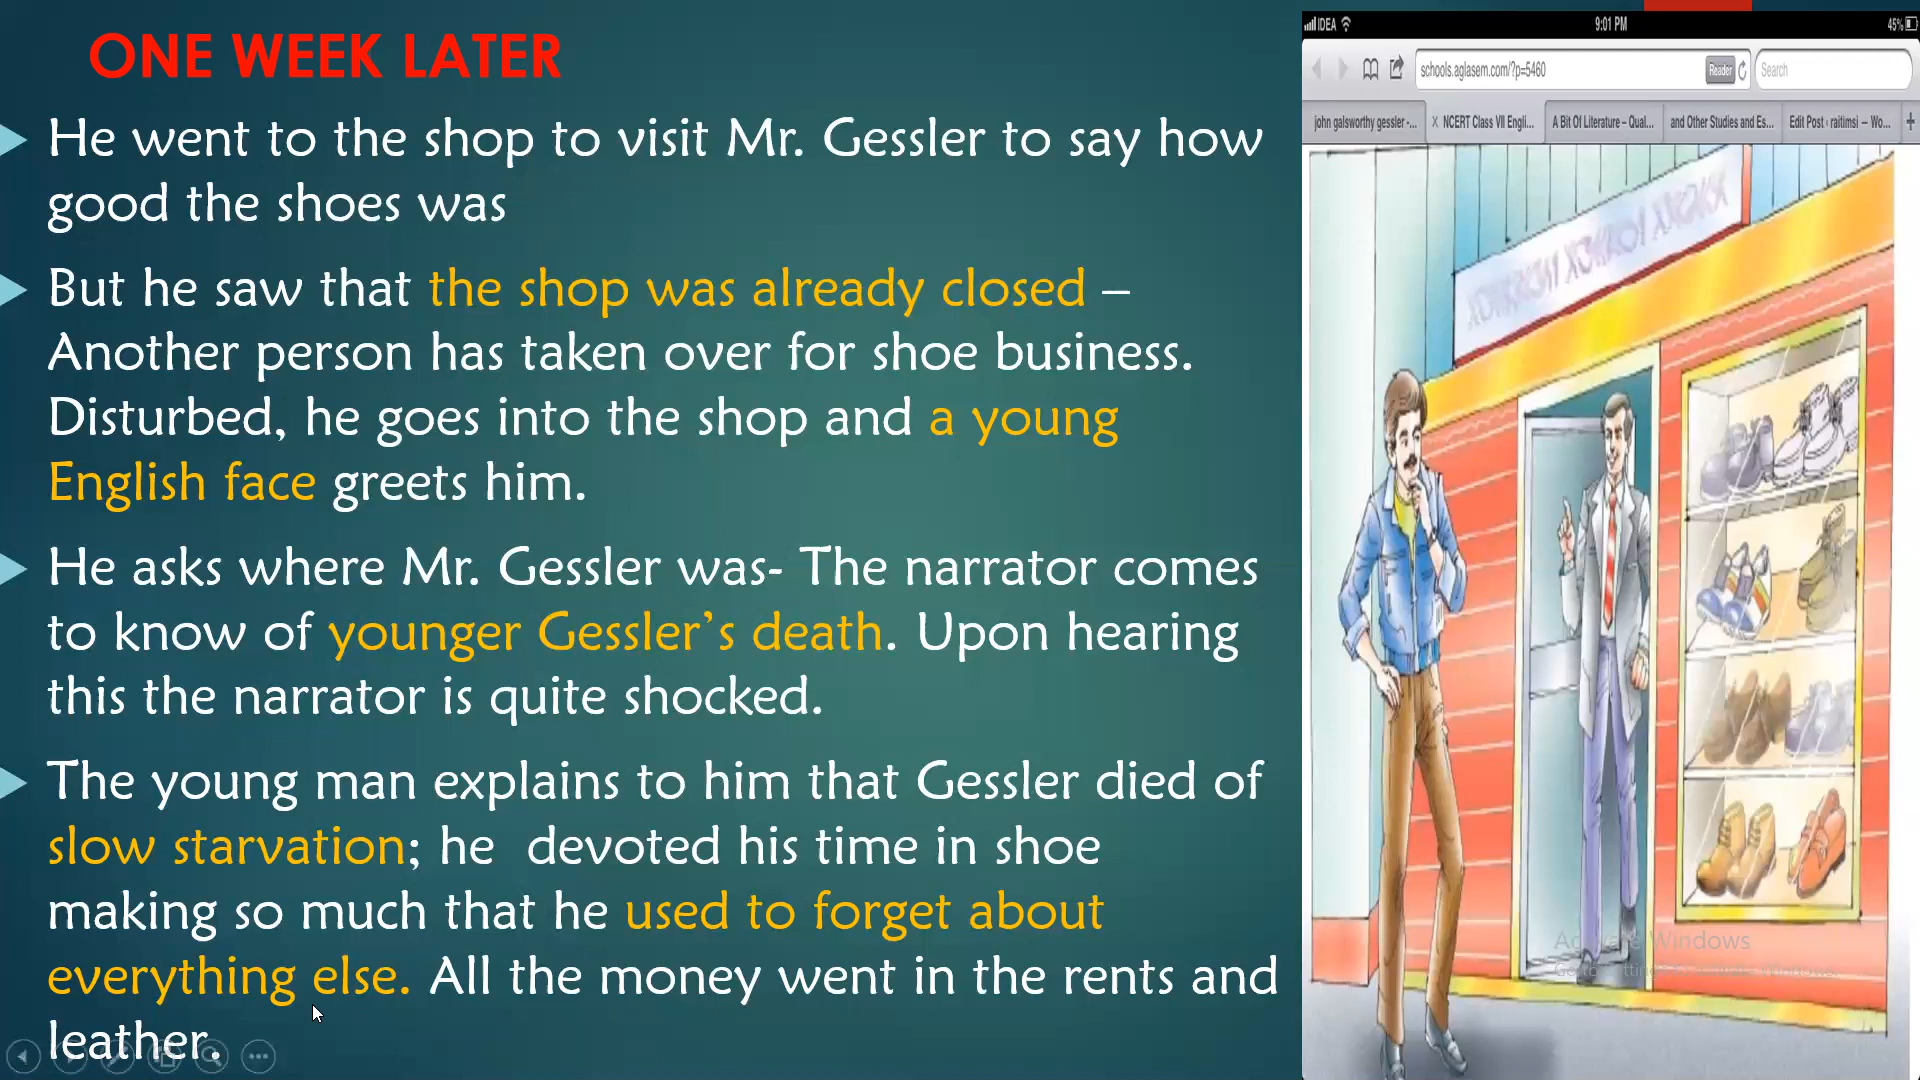 ONE WEEK LATER
He went to the shop to visit Mr. Gessler to say how
good the shoes was
But he saw that the shop was already closed –
Another person has taken over for shoe business.
Disturbed, he goes into the shop and a young
English face greets him.
He asks where Mr. Gessler was- The narrator comes
to know of younger Gessler's death. Upon hearing
this the narrator is quite shocked.
The young man explains to him that Gessler died of
slow starvation; he devoted his time in shoe
making so much that he used to forget about
everything else. All the money went in the rents and
leather.
IDEA 9:01 PM 45%
schools.aglasem.com/?p=5460 Reader Search
john galsworthy gessler -... X NCERT Class VII Engli... A Bit Of Literature – Qual... and Other Studies and Es... Edit Post ‹ raitimsi — Wo... +
Activate Windows